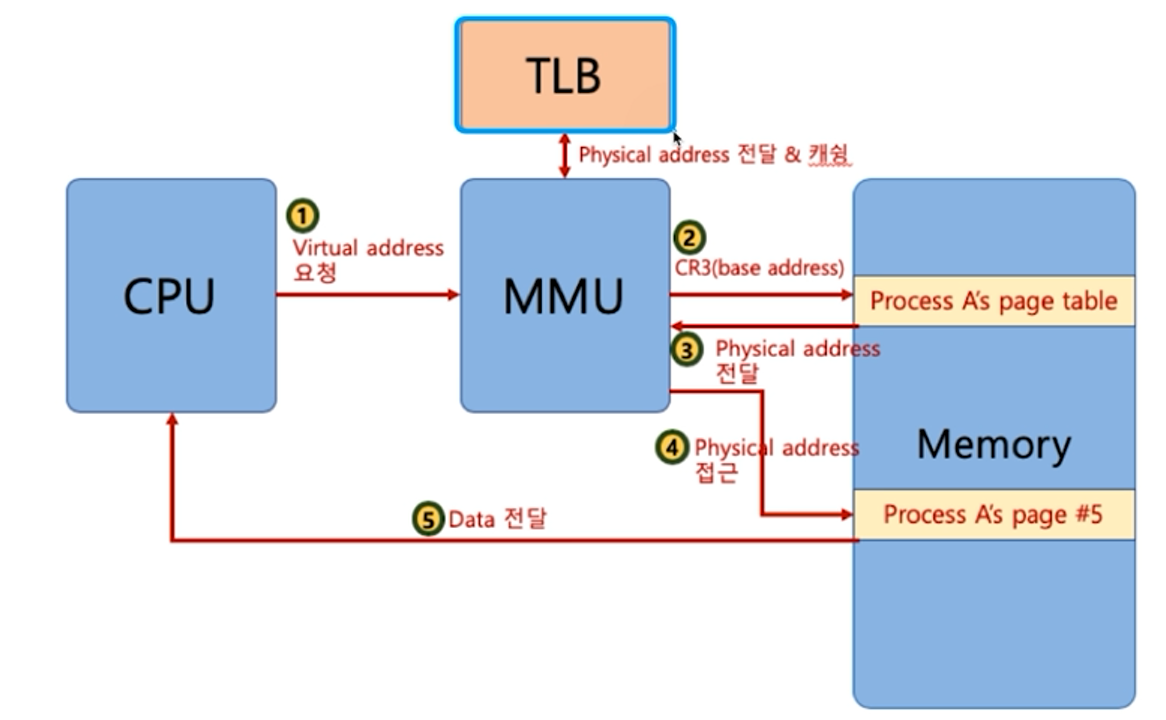 TLB
Physical address 전달 & 캐슁
CPU
1
Virtual address
요청
MMU
2
CR3(base address)
Process A's page table
3
Physical address
전달
4
Physical address
접근
Memory
Process A's page #5
5
Data 전달